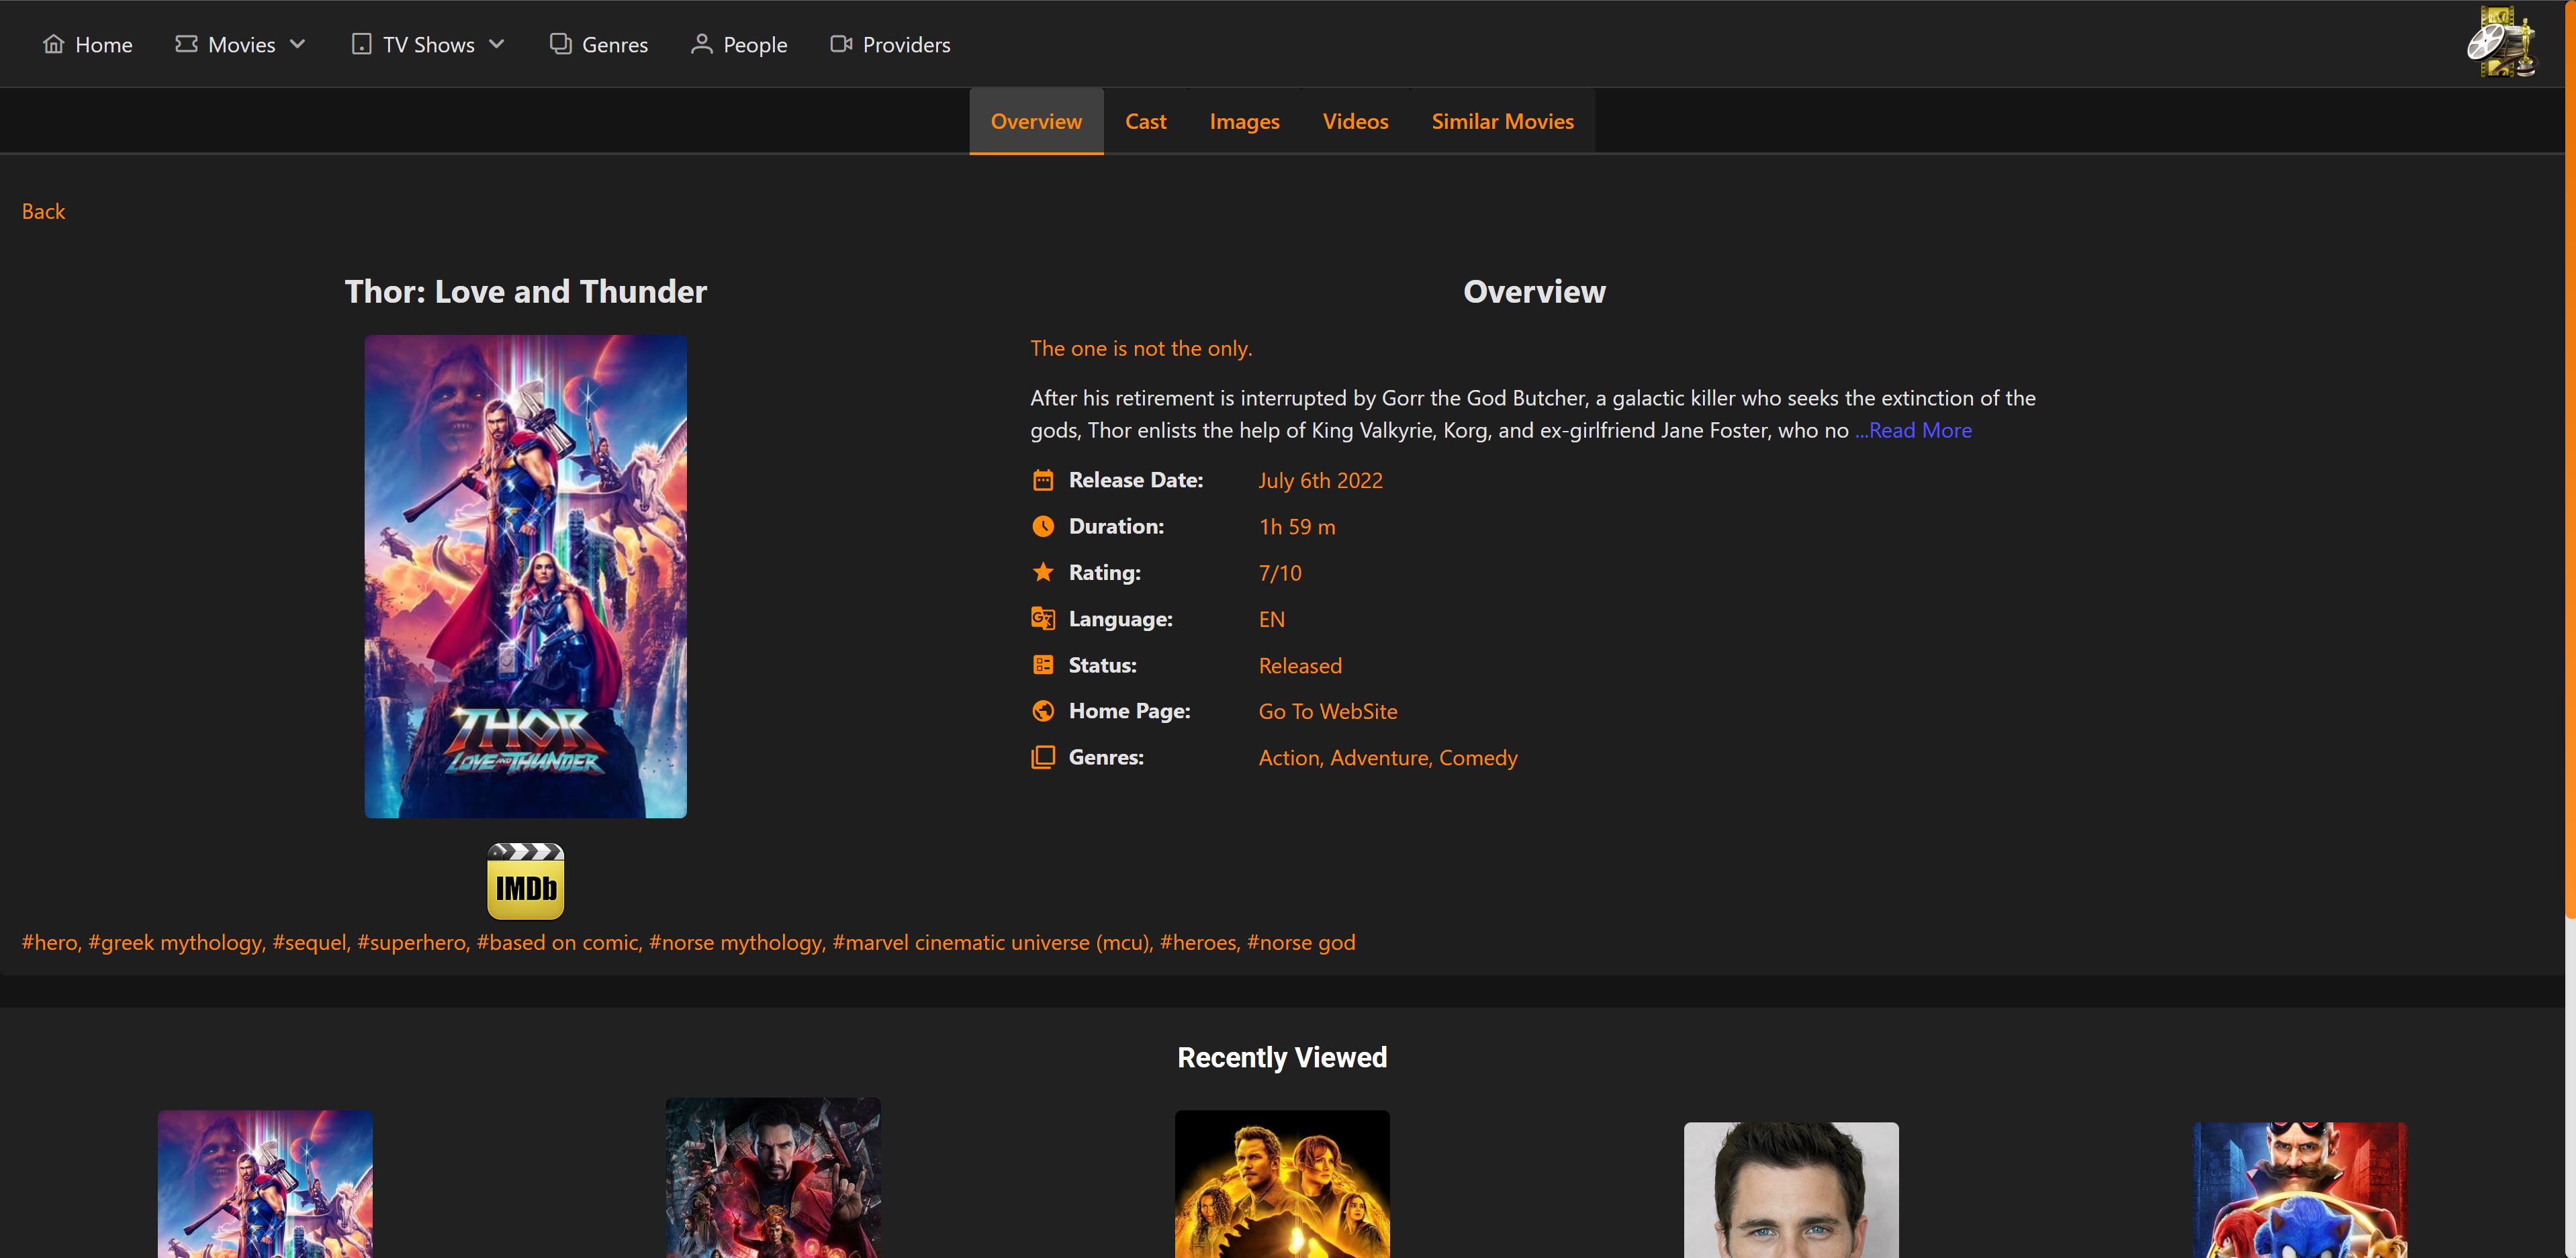 Home Movies TV Shows Genres People Providers
Overview Cast Images Videos Similar Movies
Back
Thor: Love and Thunder
THOR
LOVE AND THUNDER
IMDb
Overview
The one is not the only.
After his retirement is interrupted by Gorr the God Butcher, a galactic killer who seeks the extinction of the
gods, Thor enlists the help of King Valkyrie, Korg, and ex-girlfriend Jane Foster, who no ...Read More
Release Date: July 6th 2022
Duration: 1h 59 m
Rating: 7/10
Language: EN
Status: Released
Home Page: Go To WebSite
Genres: Action, Adventure, Comedy
#hero, #greek mythology, #sequel, #superhero, #based on comic, #norse mythology, #marvel cinematic universe (mcu), #heroes, #norse god
Recently Viewed